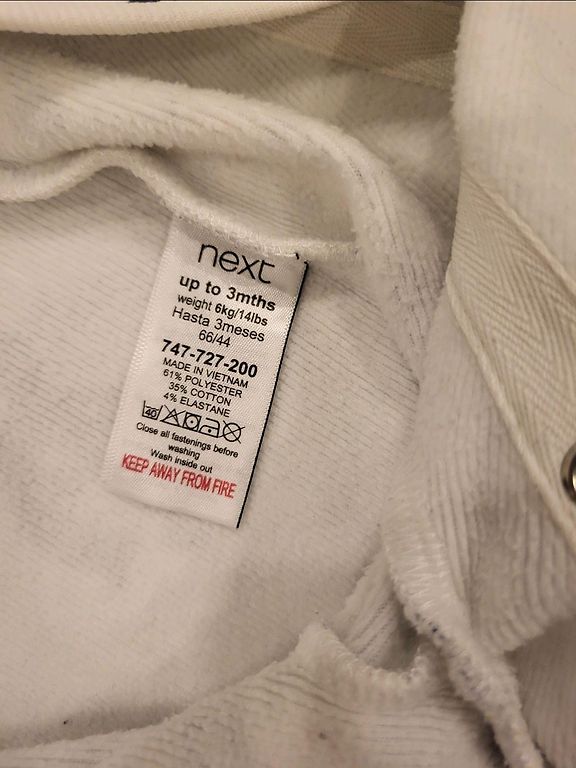 next
up to 3mths
weight 6kg/14lbs
Hasta 3meses
66/44
747-727-200
MADE IN VIETNAM
61% POLYESTER
35% COTTON
4% ELASTANE
40
Close all fastenings before
washing
Wash inside out
KEEP AWAY FROM FIRE